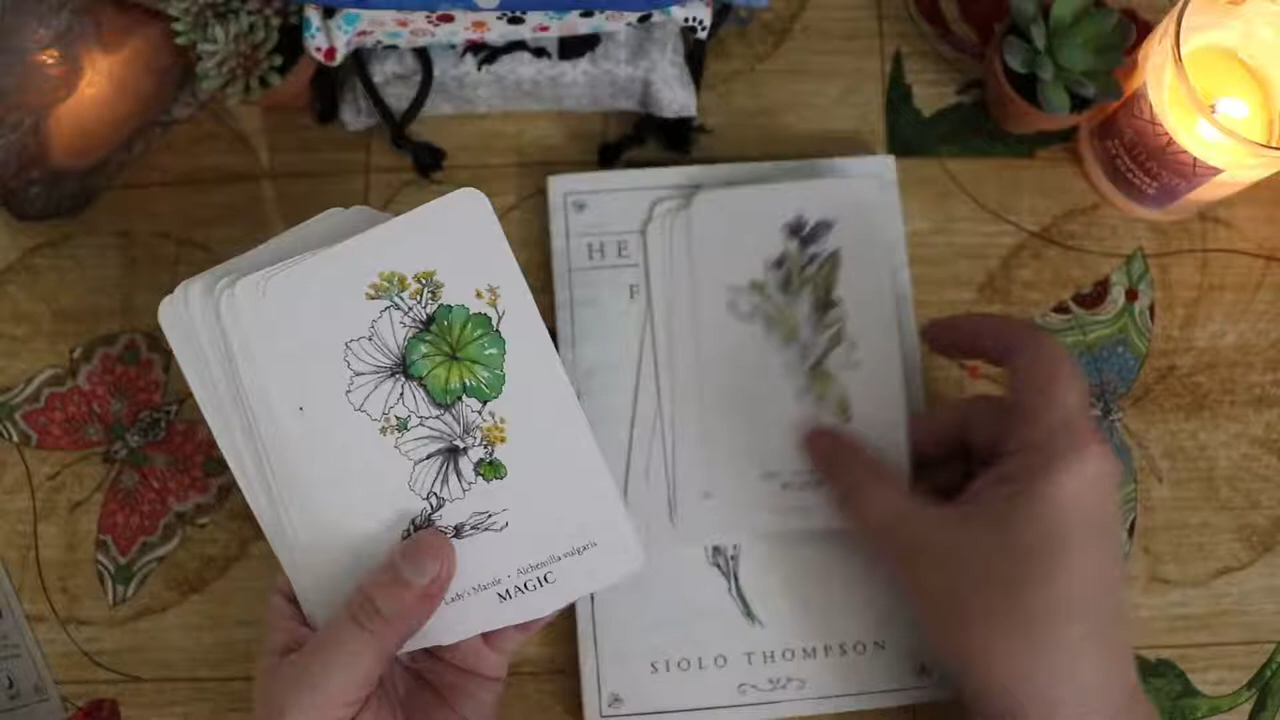 HE
F
Lady's Mantle • Alchemilla vulgaris
MAGIC
SIOLO THOMPSON